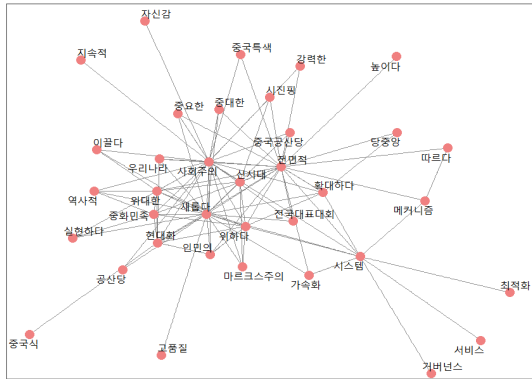 자신감
지속적
중국특색
강력한
높이다
시진핑
중요한
중대한
이끌다
중국공산당
당중앙
우리나라
전면적
따르다
사회주의
신시대
확대하다
역사적
위대한
새롭다
메커니즘
중화민족
전국대표대회
실현하다
현대화
위하다
인민의
시스템
공산당
마르크스주의
가속화
최적화
중국식
고품질
서비스
거버넌스